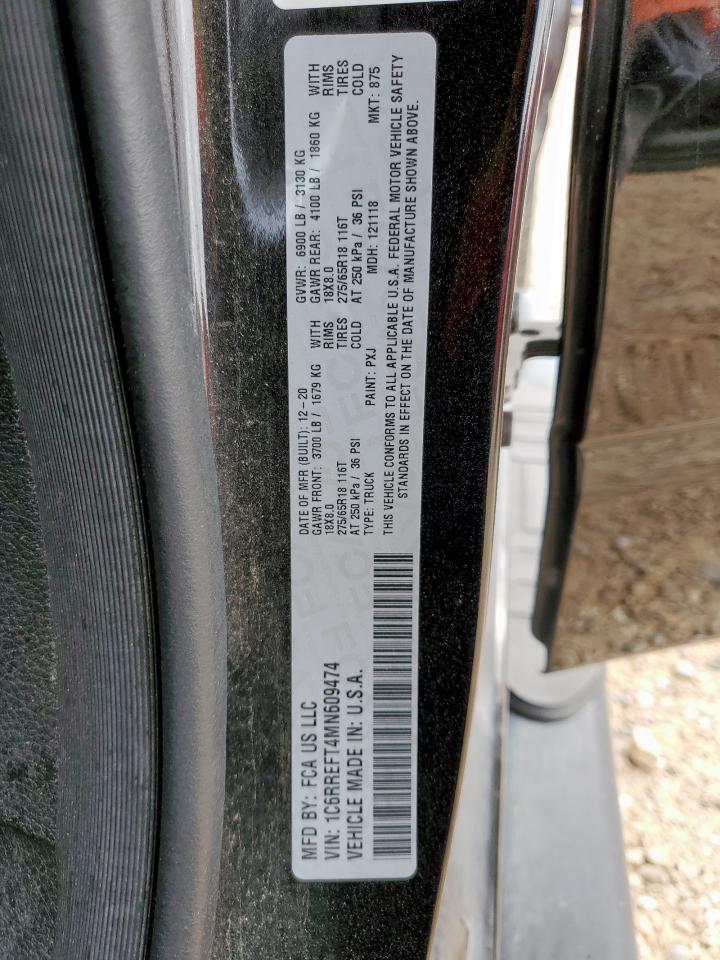 MFD BY: FCA US LLC
VIN: 1C6RREFT4MN609474
VEHICLE MADE IN: U.S.A.
DATE OF MFR (BUILT): 12-20 GVWR: 6900 LB / 3130 KG
GAWR FRONT: 3700 LB / 1679 KG WITH GAWR REAR: 4100 LB / 1860 KG WITH
18X8.0 RIMS 18X8.0 RIMS
275/65R18 116T TIRES 275/65R18 116T TIRES
AT 250 kPa / 36 PSI COLD AT 250 kPa / 36 PSI COLD
TYPE: TRUCK PAINT: PXJ MDH: 121118 MKT: 875
THIS VEHICLE CONFORMS TO ALL APPLICABLE U.S.A. FEDERAL MOTOR VEHICLE SAFETY
STANDARDS IN EFFECT ON THE DATE OF MANUFACTURE SHOWN ABOVE.